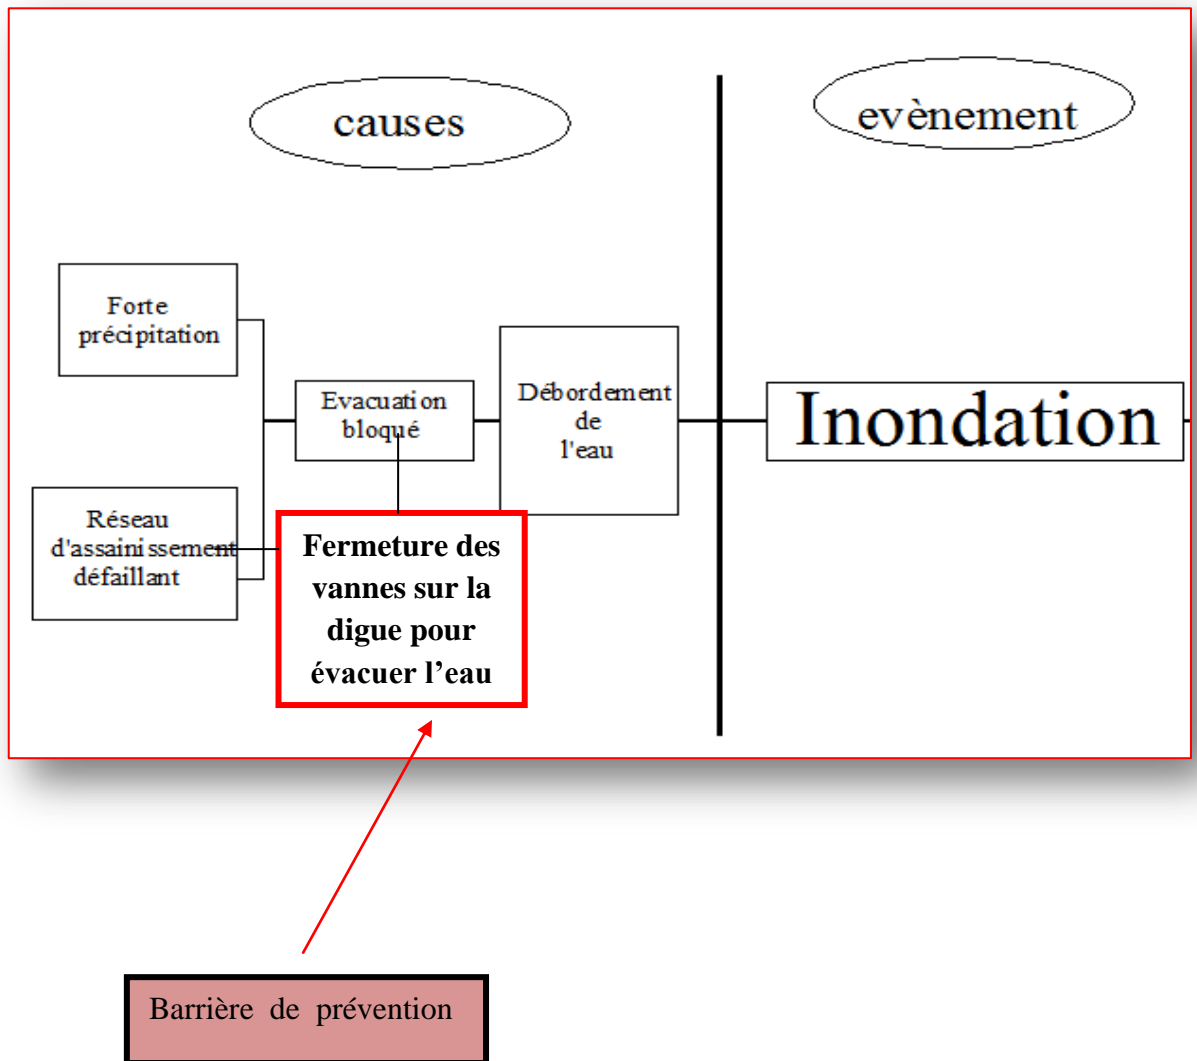 causes
evènement
Forte
précipitation
Evacuation
bloqué
Débordement
de
l'eau
Inondation
Réseau
d'assainissement
défaillant
Fermeture des
vannes sur la
digue pour
évacuer l’eau
Barrière de prévention